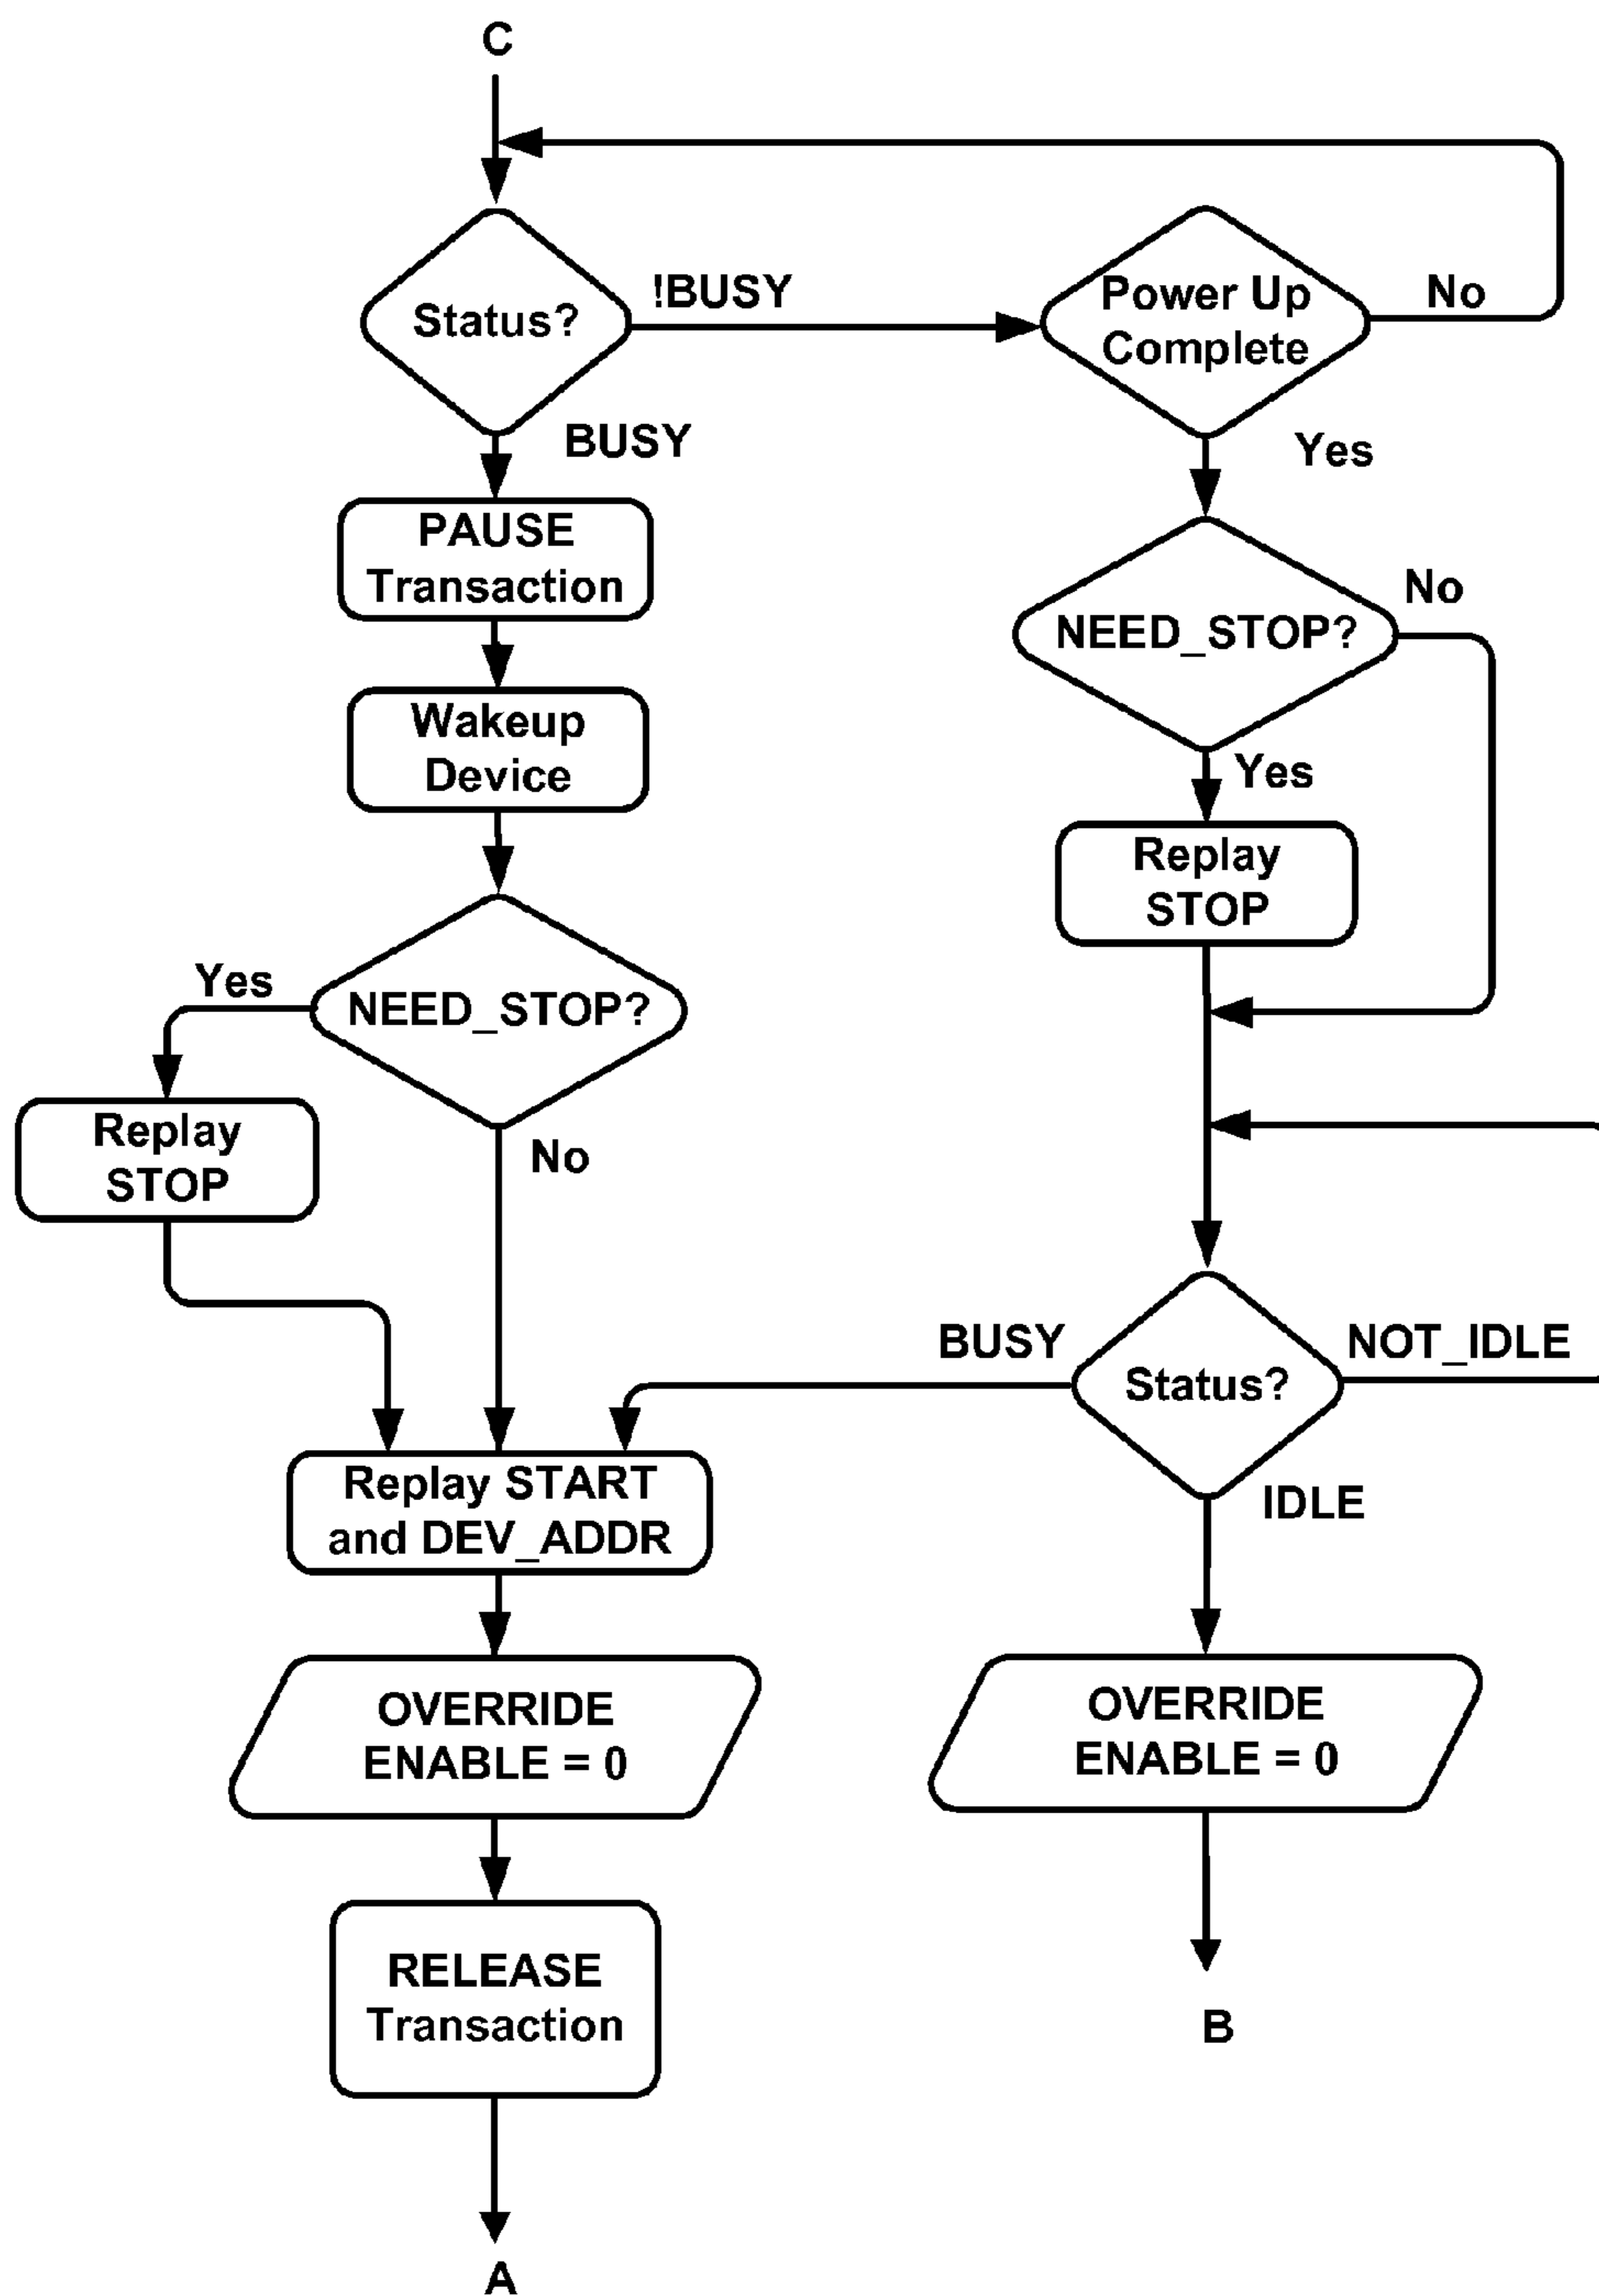 C
Status?
!BUSY
Power Up
Complete
No
BUSY
Yes
PAUSE
Transaction
NEED_STOP?
No
Wakeup
Device
Yes
Replay
STOP
Yes
NEED_STOP?
Replay
STOP
No
BUSY
Status?
NOT_IDLE
Replay START
and DEV_ADDR
IDLE
OVERRIDE
ENABLE = 0
OVERRIDE
ENABLE = 0
RELEASE
Transaction
B
A